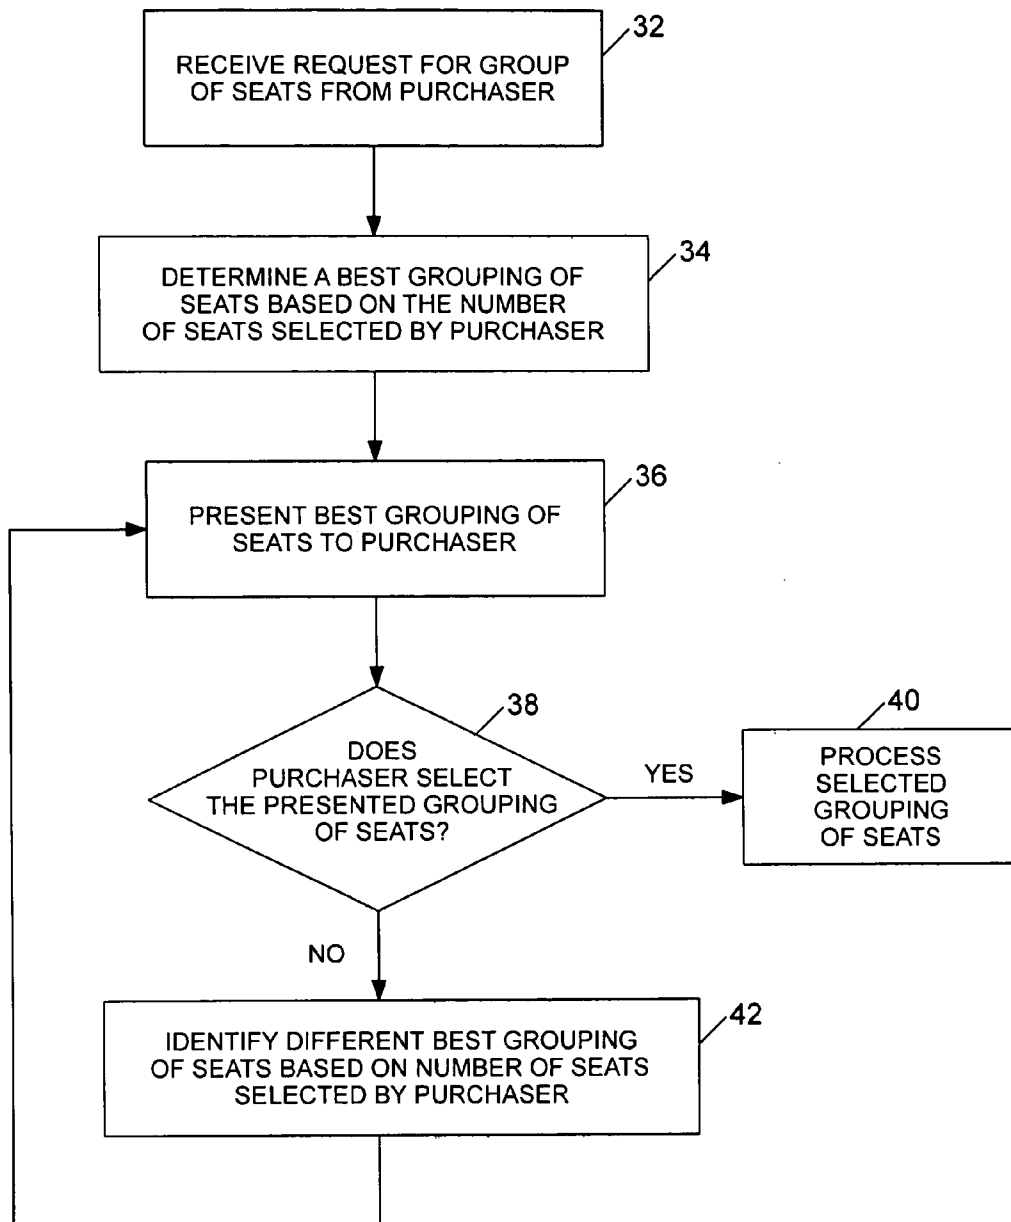 32
RECEIVE REQUEST FOR GROUP
OF SEATS FROM PURCHASER
34
DETERMINE A BEST GROUPING OF
SEATS BASED ON THE NUMBER
OF SEATS SELECTED BY PURCHASER
36
PRESENT BEST GROUPING OF
SEATS TO PURCHASER
38
DOES
PURCHASER SELECT
THE PRESENTED GROUPING
OF SEATS?
YES
40
PROCESS
SELECTED
GROUPING
OF SEATS
NO
42
IDENTIFY DIFFERENT BEST GROUPING
OF SEATS BASED ON NUMBER OF SEATS
SELECTED BY PURCHASER